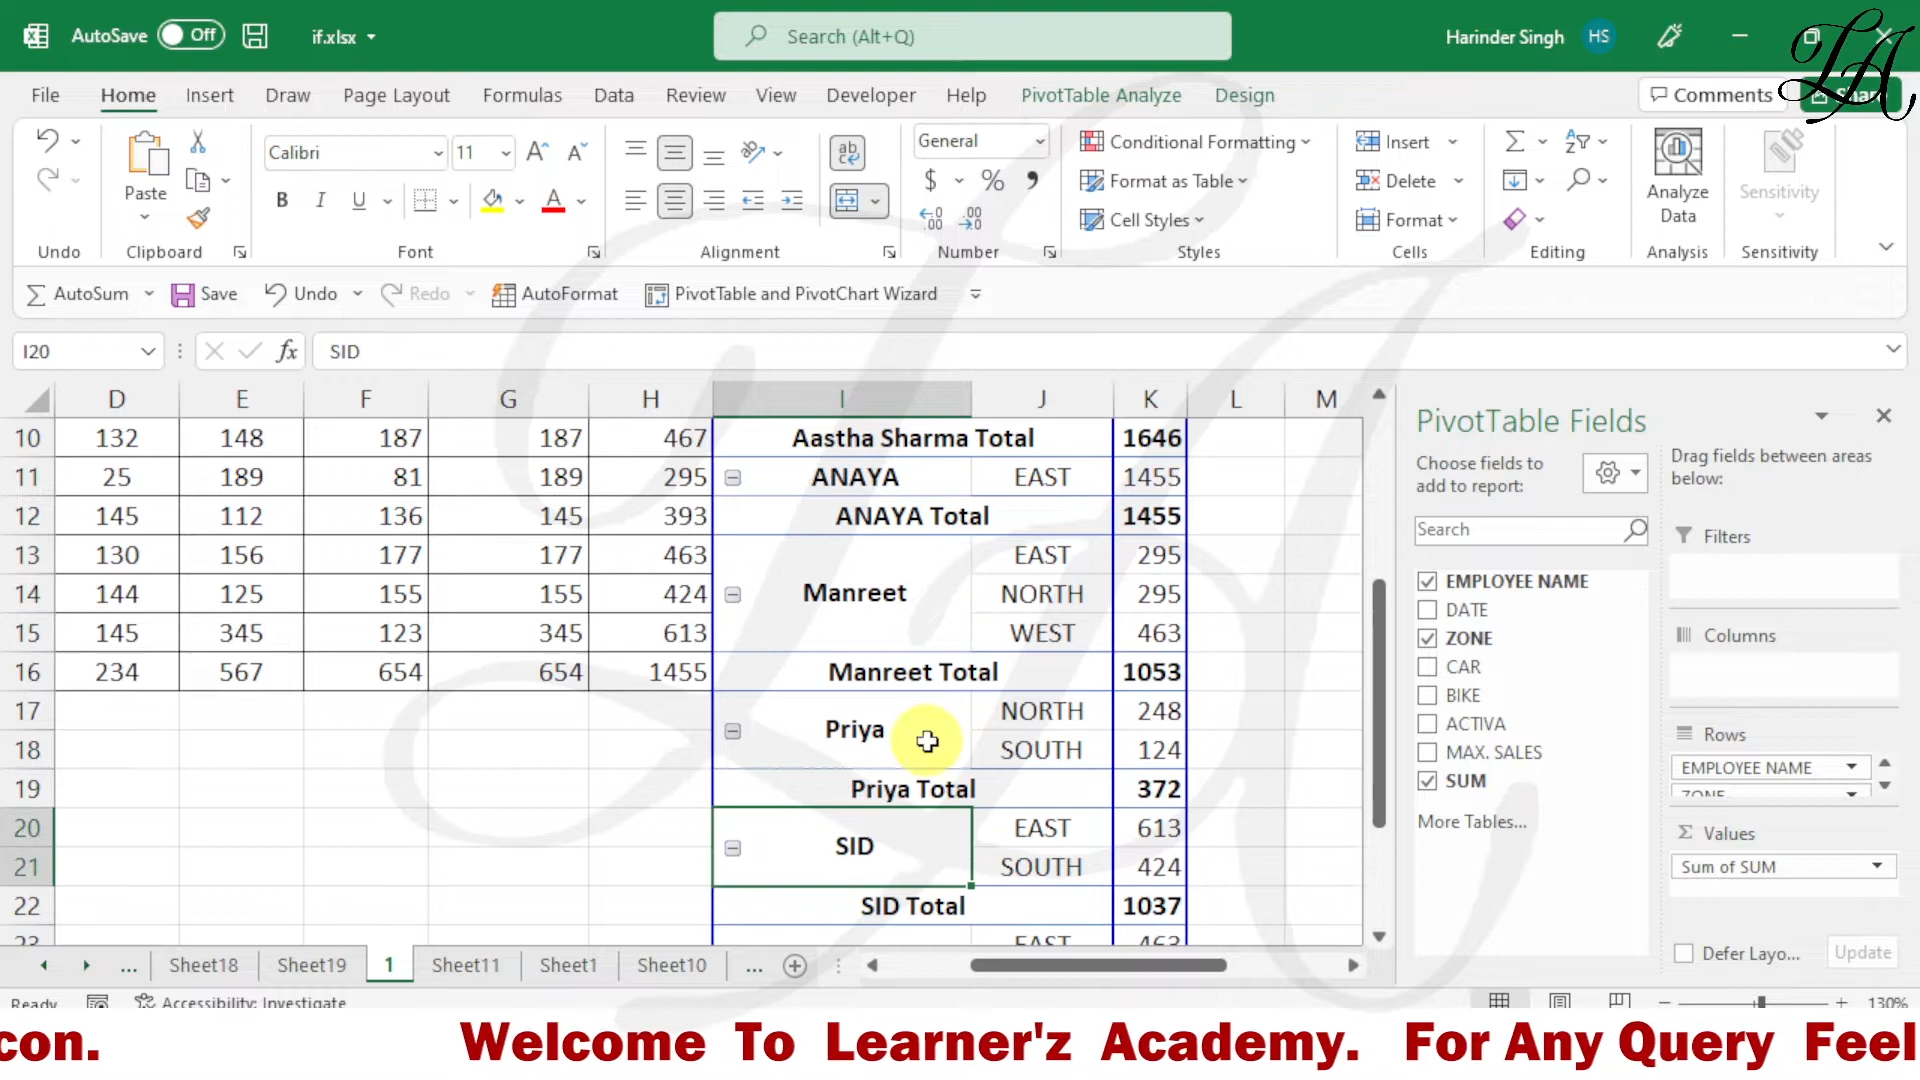 AutoSave Off if.xlsx Search (Alt+Q) Harinder Singh HS LA
File Home Insert Draw Page Layout Formulas Data Review View Developer Help PivotTable Analyze Design Comments Share
Calibri 11 General Conditional Formatting Insert
Paste Format as Table Delete Analyze Data Sensitivity
B I U Cell Styles Format
Undo Clipboard Font Alignment Number Styles Cells Editing Analysis Sensitivity
AutoSum Save Undo Redo AutoFormat PivotTable and PivotChart Wizard
I20 fx SID
D E F G H I J K L M
10 132 148 187 187 467 Aastha Sharma Total 1646
11 25 189 81 189 295 ANAYA EAST 1455
12 145 112 136 145 393 ANAYA Total 1455
13 130 156 177 177 463 EAST 295
14 144 125 155 155 424 Manreet NORTH 295
15 145 345 123 345 613 WEST 463
16 234 567 654 654 1455 Manreet Total 1053
17 NORTH 248
Priya
18 SOUTH 124
19 Priya Total 372
20 EAST 613
SID
21 SOUTH 424
22 SID Total 1037
23 EAST 463
PivotTable Fields
Choose fields to
add to report:
Search
EMPLOYEE NAME
DATE
ZONE
CAR
BIKE
ACTIVA
MAX. SALES
SUM
More Tables...
Drag fields between areas
below:
Filters
Columns
Rows
EMPLOYEE NAME
ZONE
Σ Values
Sum of SUM
Defer Layo... Update
... Sheet18 Sheet19 1 Sheet11 Sheet1 Sheet10 ...
Ready Accessibility: Investigate 130%
con. Welcome To Learner'z Academy. For Any Query Feel